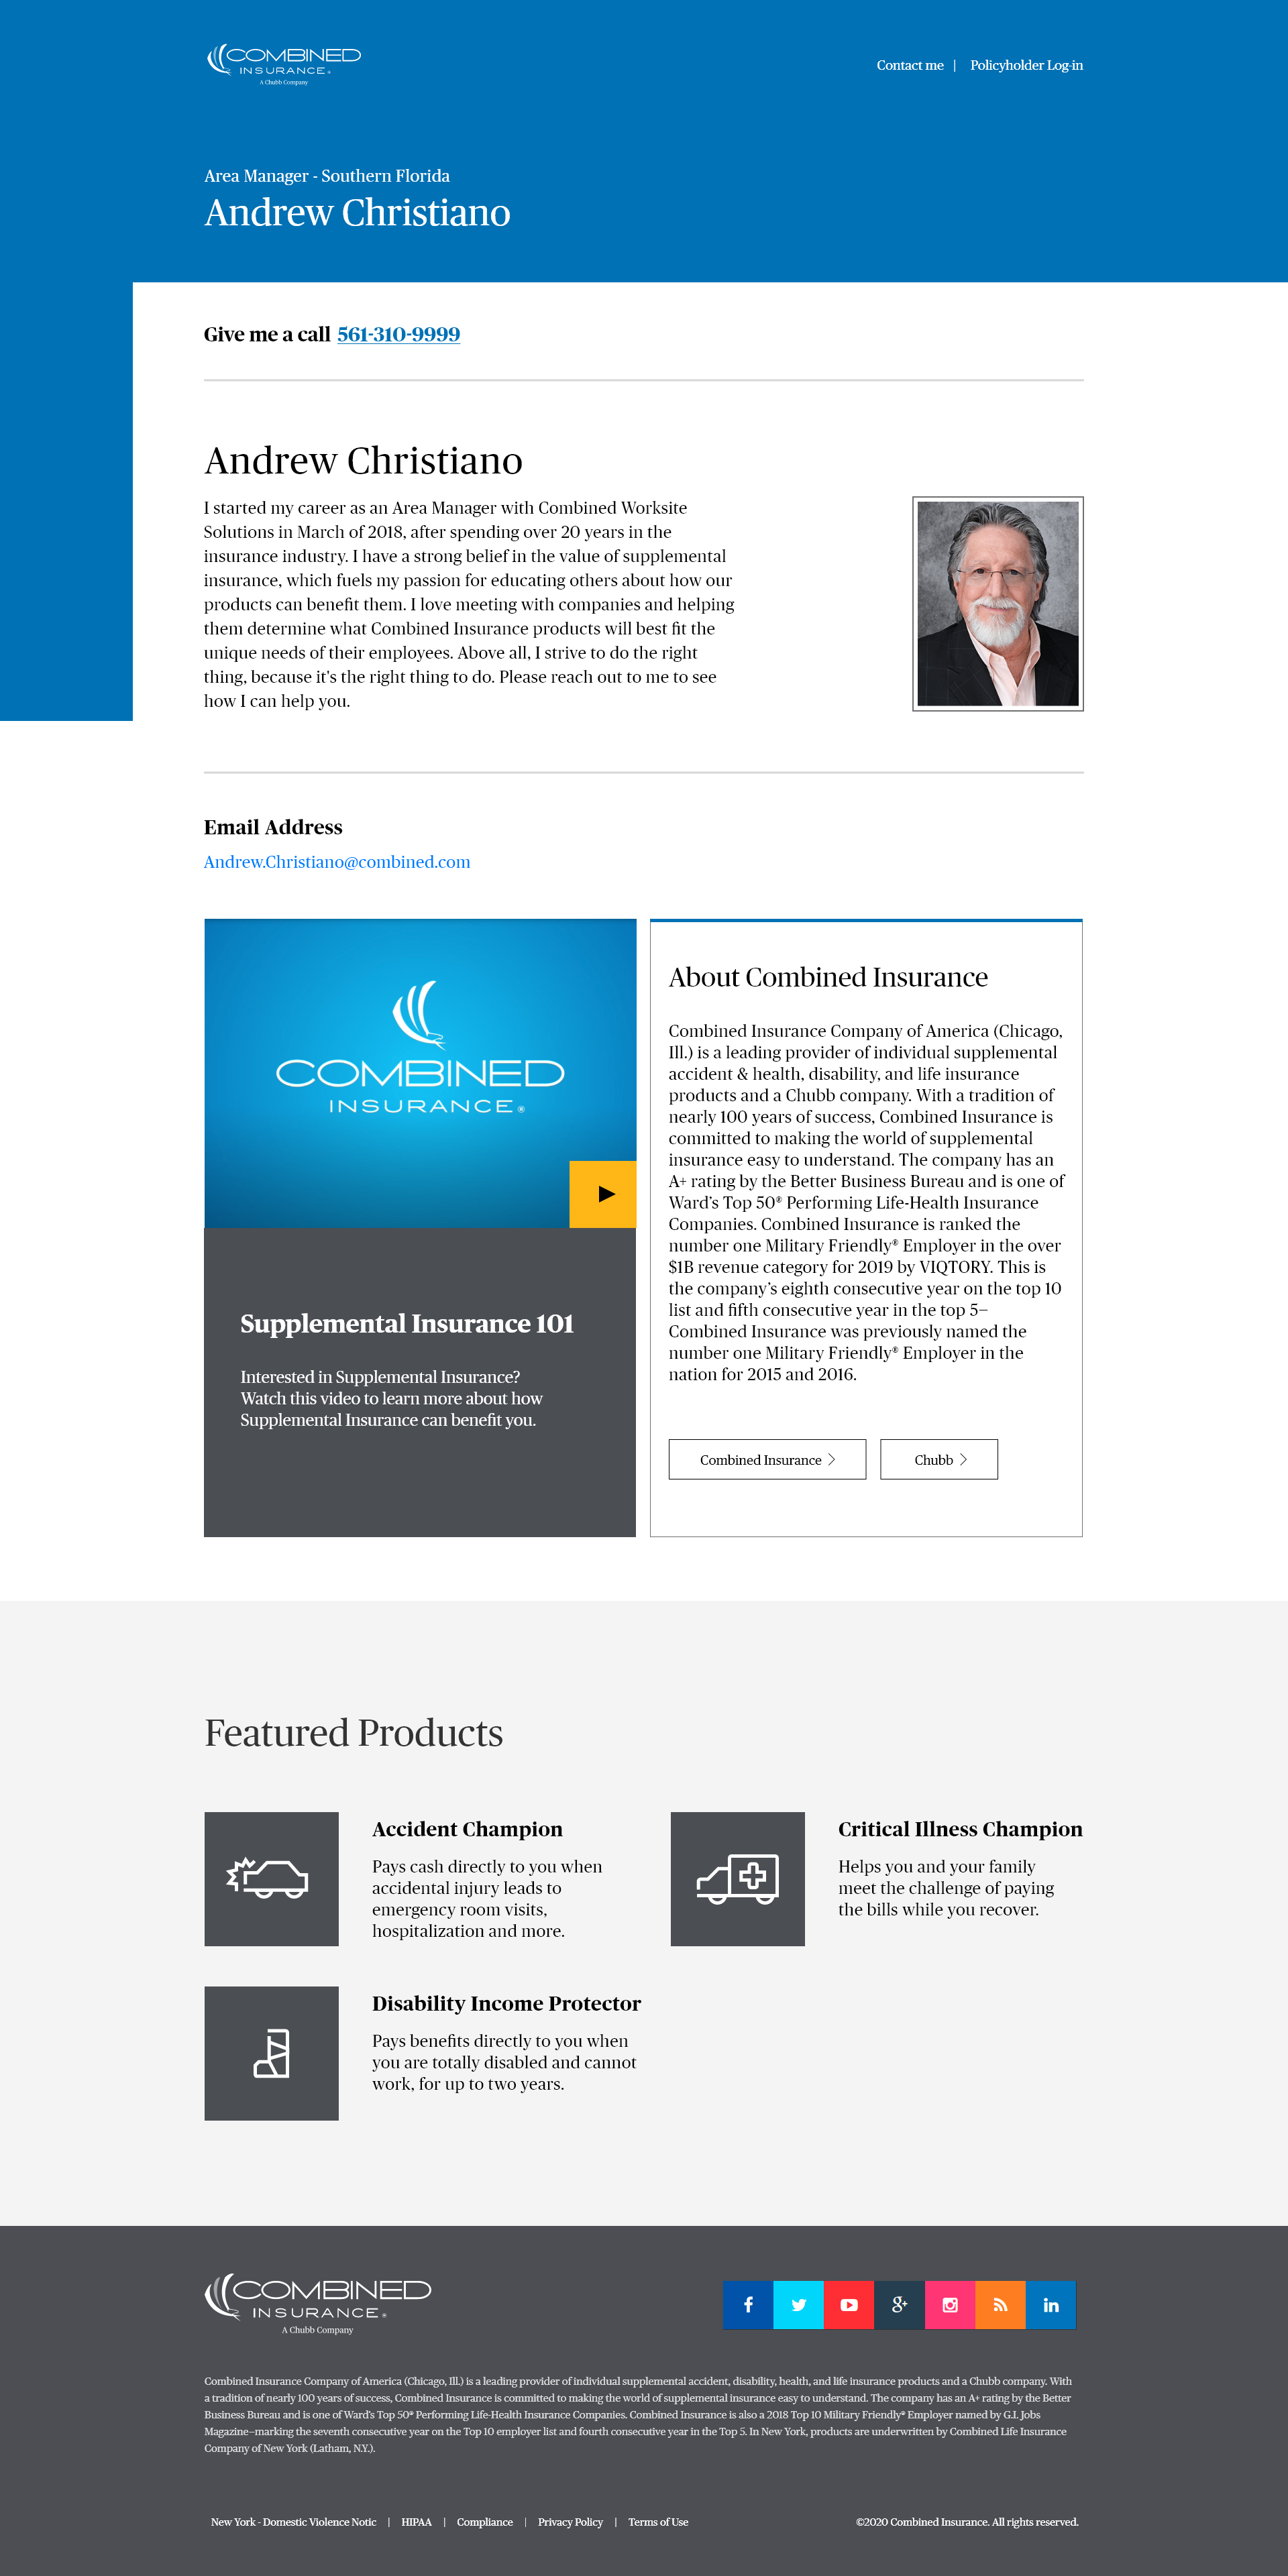 COMBINED
INSURANCE®
A Chubb Company
Contact me | Policyholder Log-in
Area Manager - Southern Florida
Andrew Christiano
Give me a call 561-310-9999
Andrew Christiano
I started my career as an Area Manager with Combined Worksite
Solutions in March of 2018, after spending over 20 years in the
insurance industry. I have a strong belief in the value of supplemental
insurance, which fuels my passion for educating others about how our
products can benefit them. I love meeting with companies and helping
them determine what Combined Insurance products will best fit the
unique needs of their employees. Above all, I strive to do the right
thing, because it's the right thing to do. Please reach out to me to see
how I can help you.
Email Address
Andrew.Christiano@combined.com
COMBINED
INSURANCE®
Supplemental Insurance 101
Interested in Supplemental Insurance?
Watch this video to learn more about how
Supplemental Insurance can benefit you.
About Combined Insurance
Combined Insurance Company of America (Chicago,
Ill.) is a leading provider of individual supplemental
accident & health, disability, and life insurance
products and a Chubb company. With a tradition of
nearly 100 years of success, Combined Insurance is
committed to making the world of supplemental
insurance easy to understand. The company has an
A+ rating by the Better Business Bureau and is one of
Ward's Top 50® Performing Life-Health Insurance
Companies. Combined Insurance is ranked the
number one Military Friendly® Employer in the over
$1B revenue category for 2019 by VIQTORY. This is
the company's eighth consecutive year on the top 10
list and fifth consecutive year in the top 5—
Combined Insurance was previously named the
number one Military Friendly® Employer in the
nation for 2015 and 2016.
Combined Insurance
Chubb
Featured Products
Accident Champion
Pays cash directly to you when
accidental injury leads to
emergency room visits,
hospitalization and more.
Critical Illness Champion
Helps you and your family
meet the challenge of paying
the bills while you recover.
Disability Income Protector
Pays benefits directly to you when
you are totally disabled and cannot
work, for up to two years.
COMBINED
INSURANCE®
A Chubb Company
Combined Insurance Company of America (Chicago, Ill.) is a leading provider of individual supplemental accident, disability, health, and life insurance products and a Chubb company. With
a tradition of nearly 100 years of success, Combined Insurance is committed to making the world of supplemental insurance easy to understand. The company has an A+ rating by the Better
Business Bureau and is one of Ward's Top 50® Performing Life-Health Insurance Companies. Combined Insurance is also a 2018 Top 10 Military Friendly® Employer named by G.I. Jobs
Magazine—marking the seventh consecutive year on the Top 10 employer list and fourth consecutive year in the Top 5. In New York, products are underwritten by Combined Life Insurance
Company of New York (Latham, N.Y.).
New York - Domestic Violence Notic | HIPAA | Compliance | Privacy Policy | Terms of Use
©2020 Combined Insurance. All rights reserved.